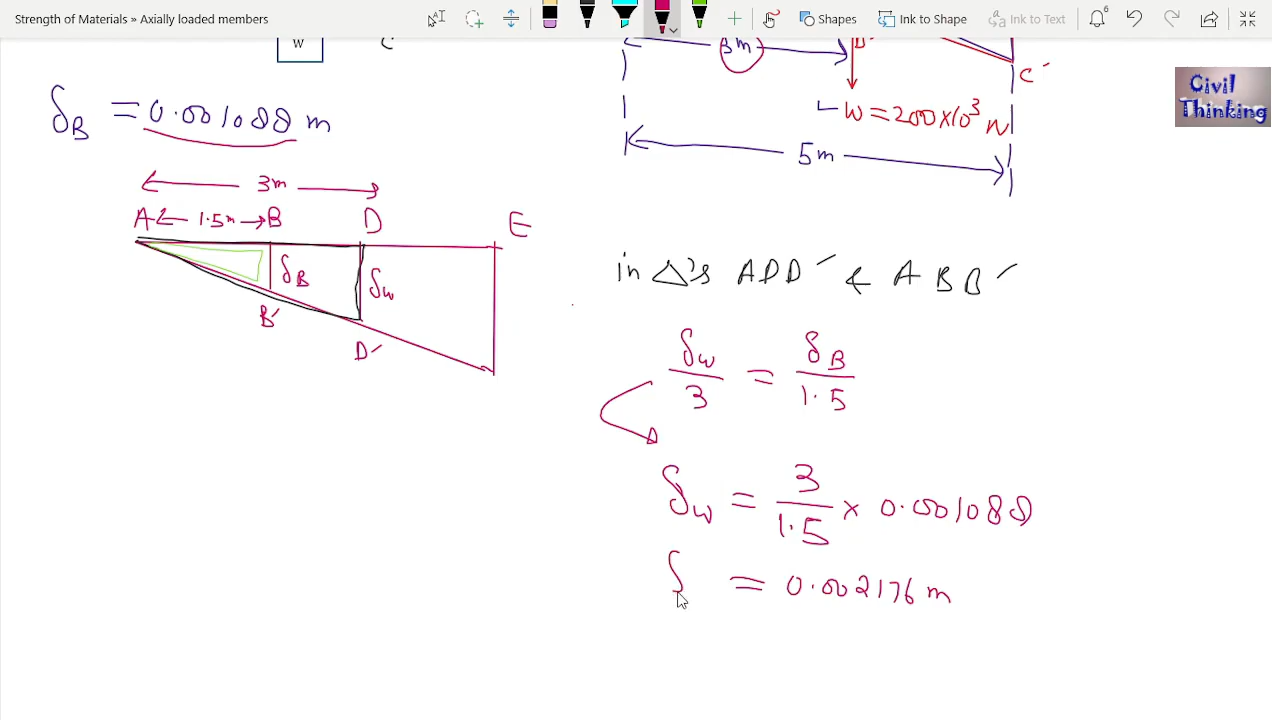 Strength of Materials » Axially loaded members
Shapes
Ink to Shape
Ink to Text
6
W
C
3m
C′
W = 200×10³ N
5m
Civil
Thinking
δB = 0.001088 m
3m
A 1.5m B D E
δB δw
B′
D′
in Δ's ADD′ & ABB′
δw/3 = δB/1.5
δw = 3/1.5 × 0.001088
δ = 0.002176 m